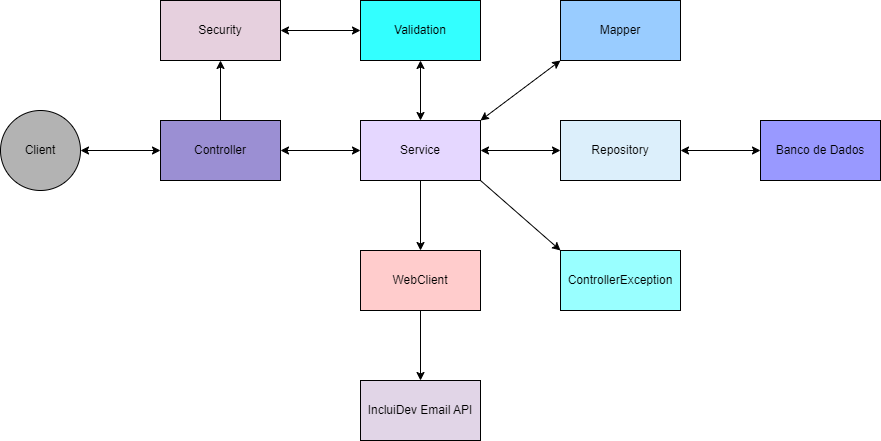 Security
Validation
Mapper
Client
Controller
Service
Repository
Banco de Dados
WebClient
ControllerException
IncluiDev Email API